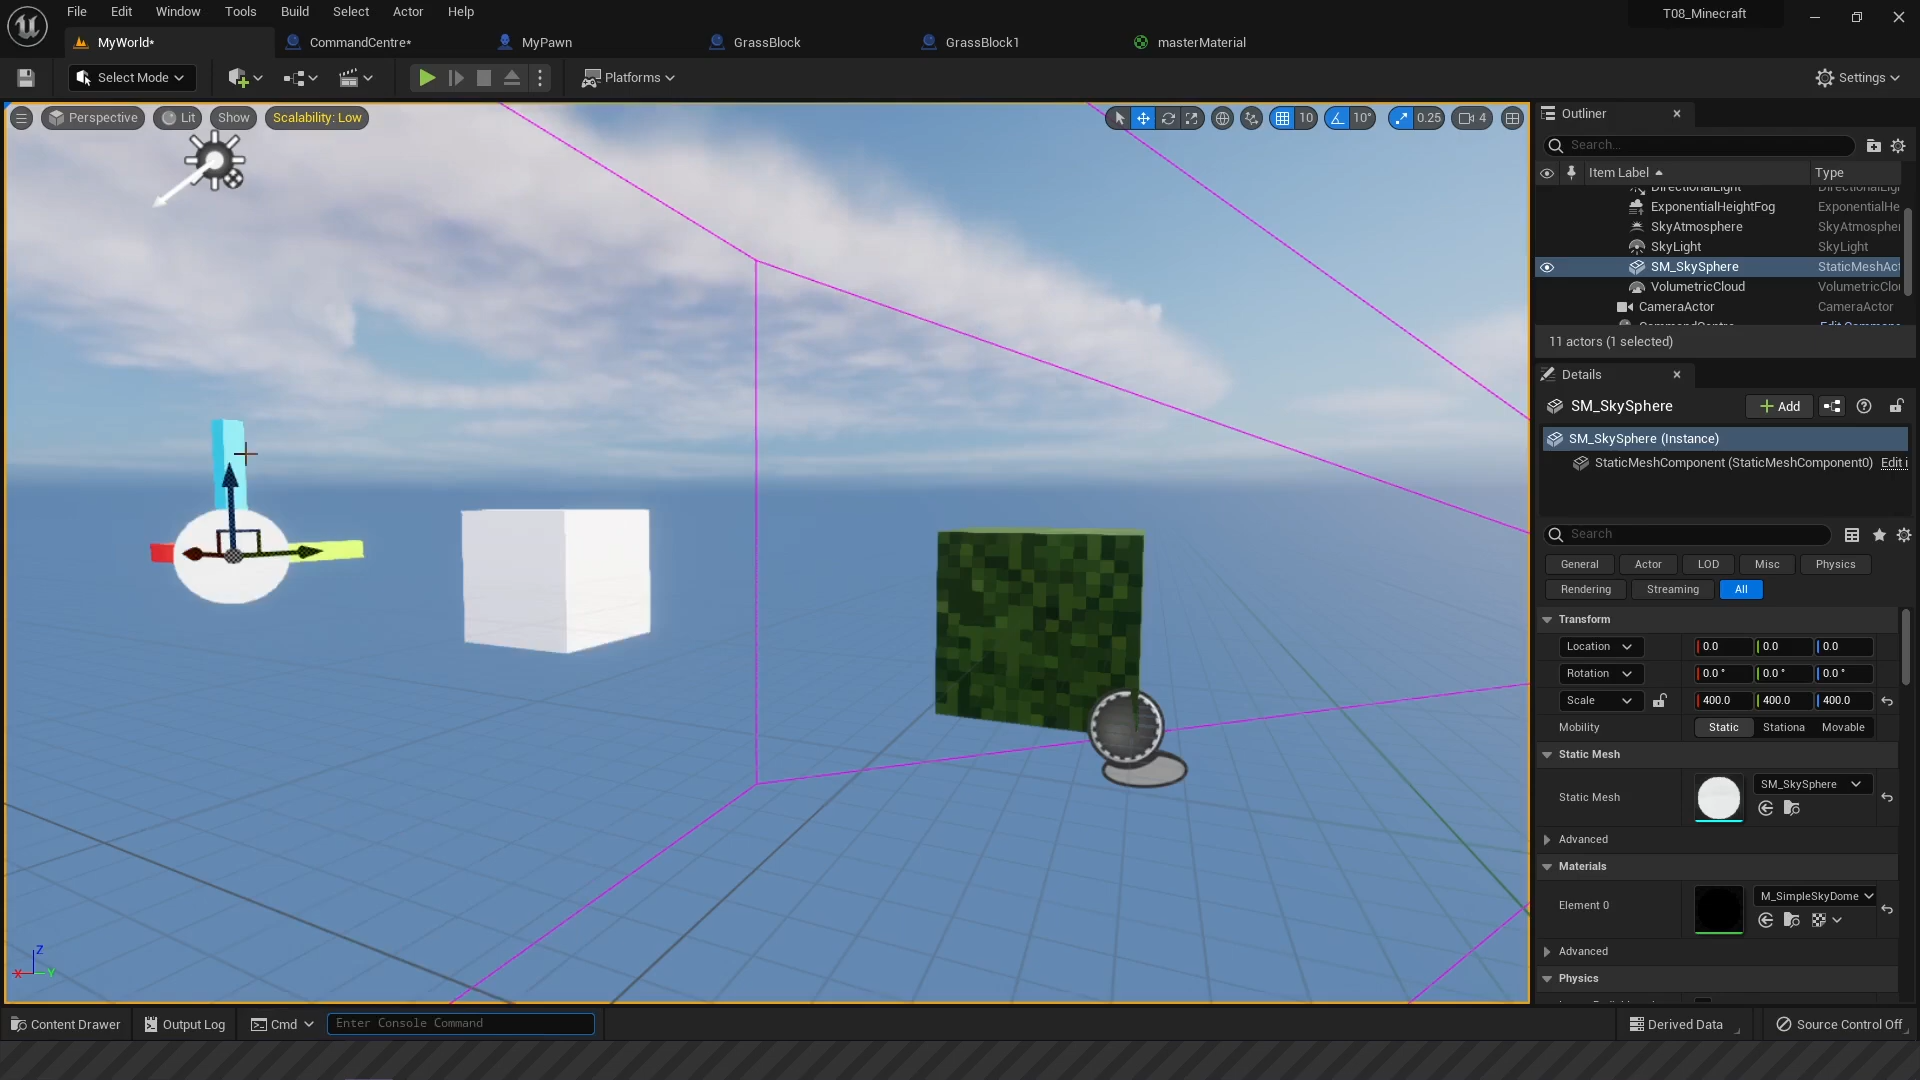 File Edit Window Tools Build Select Actor Help
T08_Minecraft
MyWorld* CommandCentre* MyPawn GrassBlock GrassBlock1 masterMaterial
Select Mode Platforms Settings
Perspective Lit Show Scalability: Low 10 10° 0.25 4
Outliner
Search...
Item Label Type
DirectionalLight DirectionalLigh
ExponentialHeightFog ExponentialHe
SkyAtmosphere SkyAtmospher
SkyLight SkyLight
SM_SkySphere StaticMeshAct
VolumetricCloud VolumetricClou
CameraActor CameraActor
11 actors (1 selected)
Details
SM_SkySphere Add
SM_SkySphere (Instance)
StaticMeshComponent (StaticMeshComponent0) Edit i
Search
General Actor LOD Misc Physics
Rendering Streaming All
Transform
Location 0.0 0.0 0.0
Rotation 0.0 ° 0.0 ° 0.0 °
Scale 400.0 400.0 400.0
Mobility Static Stationa Movable
Static Mesh
Static Mesh SM_SkySphere
Advanced
Materials
Element 0 M_SimpleSkyDome
Advanced
Physics
Z
X Y
Content Drawer Output Log Cmd Enter Console Command Derived Data Source Control Off